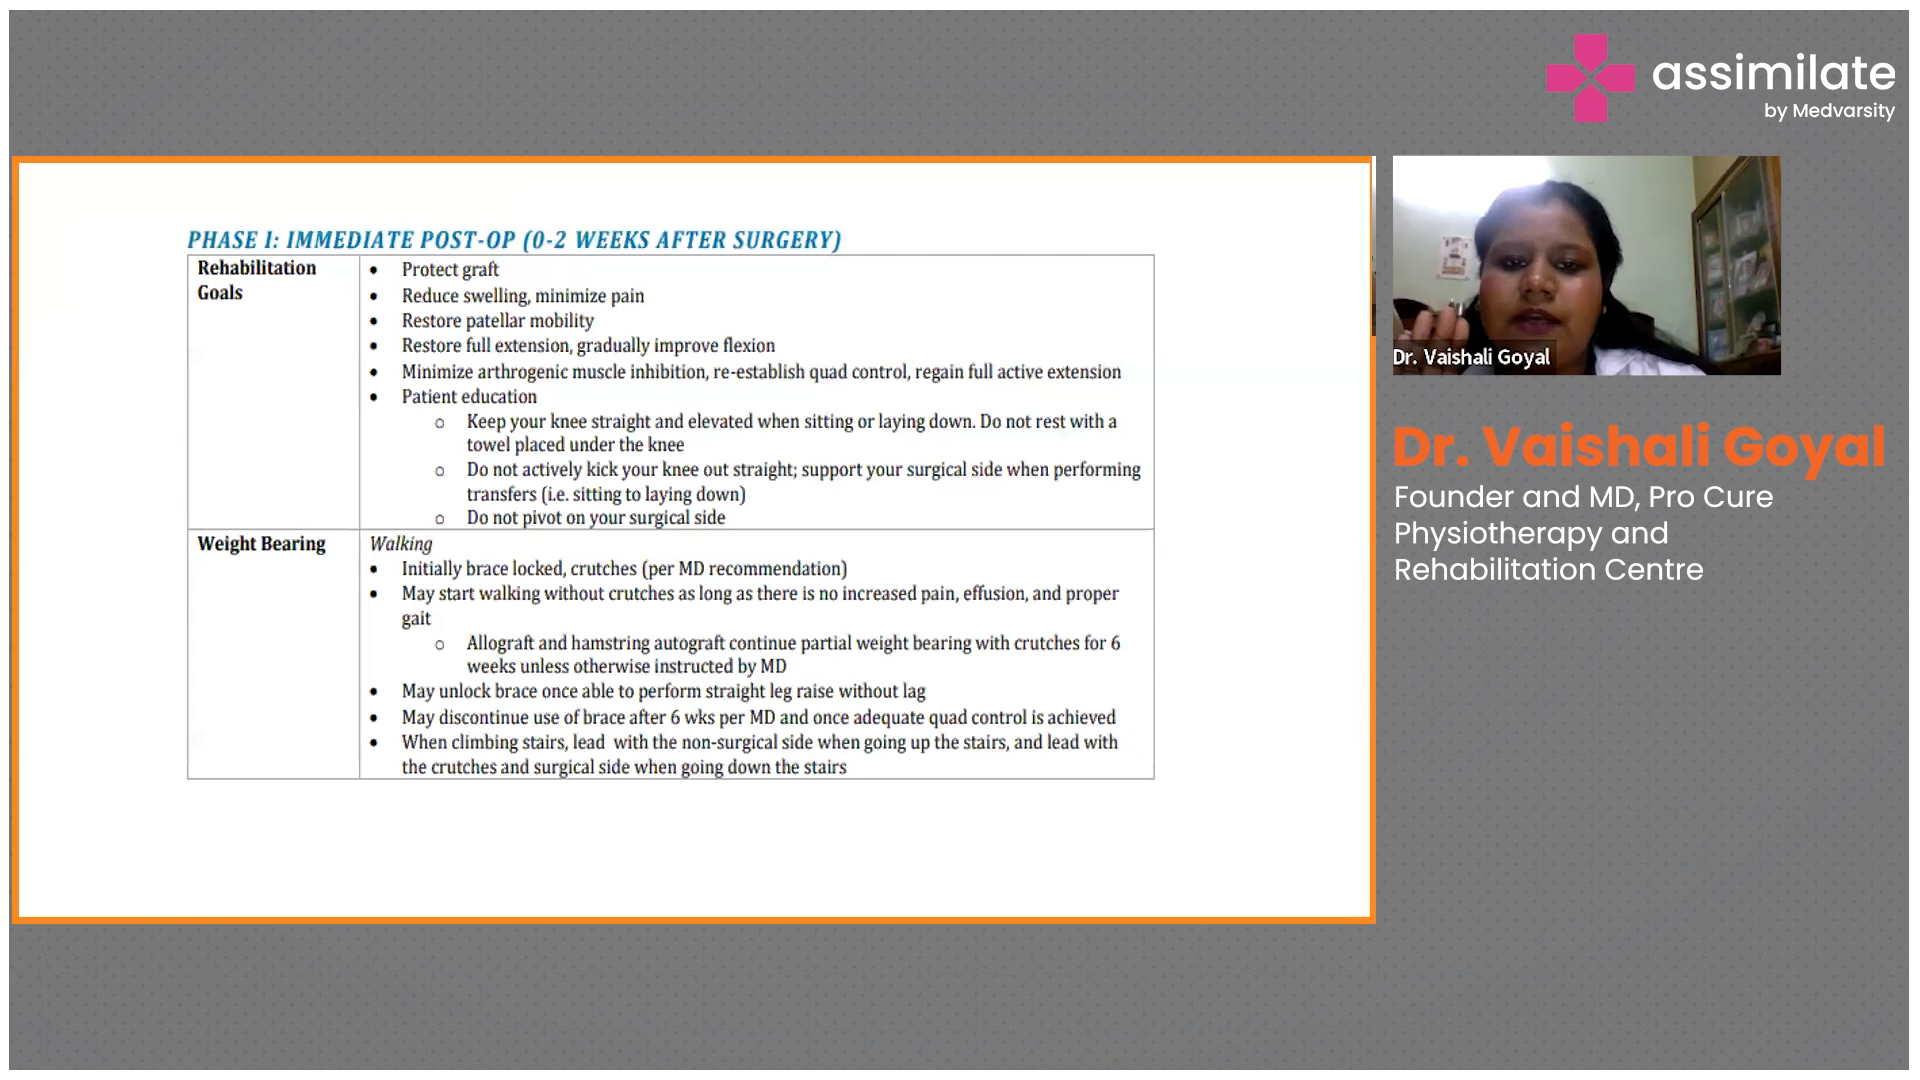 assimilate
by Medvarsity
PHASE I: IMMEDIATE POST-OP (0-2 WEEKS AFTER SURGERY)
Rehabilitation
Goals
• Protect graft
• Reduce swelling, minimize pain
• Restore patellar mobility
• Restore full extension, gradually improve flexion
• Minimize arthrogenic muscle inhibition, re-establish quad control, regain full active extension
• Patient education
o Keep your knee straight and elevated when sitting or laying down. Do not rest with a
towel placed under the knee
o Do not actively kick your knee out straight; support your surgical side when performing
transfers (i.e. sitting to laying down)
o Do not pivot on your surgical side
Weight Bearing
Walking
• Initially brace locked, crutches (per MD recommendation)
• May start walking without crutches as long as there is no increased pain, effusion, and proper
gait
o Allograft and hamstring autograft continue partial weight bearing with crutches for 6
weeks unless otherwise instructed by MD
• May unlock brace once able to perform straight leg raise without lag
• May discontinue use of brace after 6 wks per MD and once adequate quad control is achieved
• When climbing stairs, lead with the non-surgical side when going up the stairs, and lead with
the crutches and surgical side when going down the stairs
Dr. Vaishali Goyal
Dr. Vaishali Goyal
Founder and MD, Pro Cure
Physiotherapy and
Rehabilitation Centre